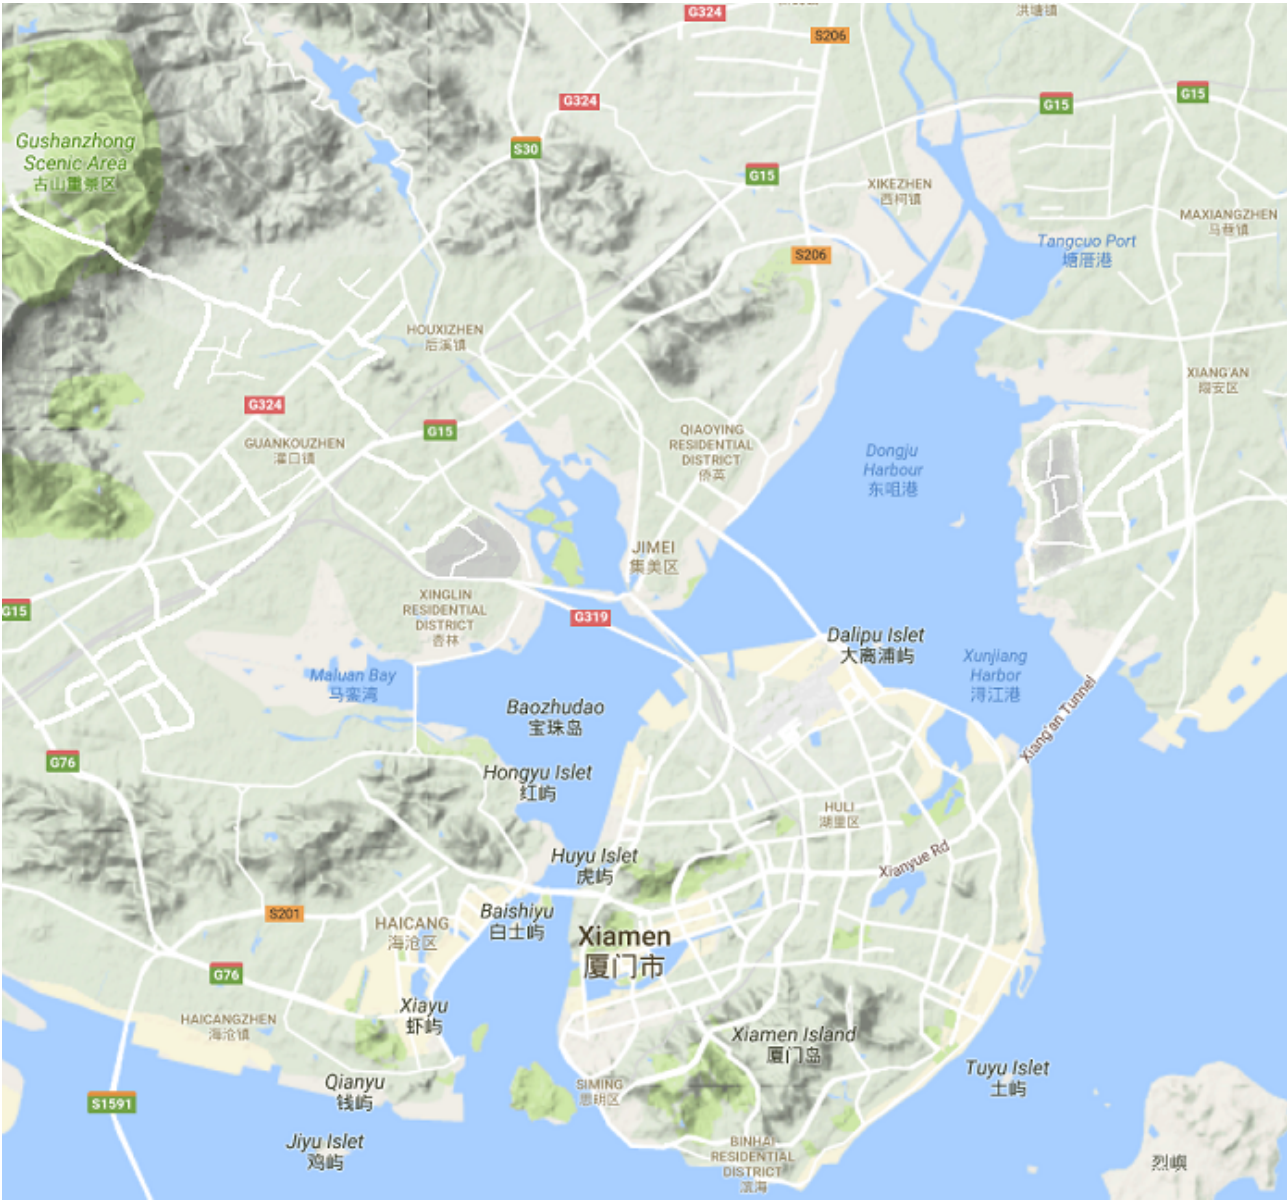 G324
S206
洪塘镇
G324
G15
G15
S30
Gushanzhong
Scenic Area
古山重景区
G15
XIKEZHEN
西柯镇
MAXIANGZHEN
马巷镇
Tangcuo Port
塘厝港
S206
HOUXIZHEN
后溪镇
XIANG'AN
翔安区
G324
G15
GUANKOUZHEN
灌口镇
QIAOYING
RESIDENTIAL
DISTRICT
侨英
Dongju
Harbour
东咀港
JIMEI
集美区
G15
XINGLIN
RESIDENTIAL
DISTRICT
杏林
G319
Dalipu Islet
大离浦屿
Xunjiang
Harbor
浔江港
Maluan Bay
马銮湾
Baozhudao
宝珠岛
Xiang'an Tunnel
G76
Hongyu Islet
红屿
HULI
湖里区
Xianyue Rd
Huyu Islet
虎屿
S201
HAICANG
海沧区
Baishiyu
白土屿
Xiamen
厦门市
G76
Xiayu
虾屿
HAICANGZHEN
海沧镇
Xiamen Island
厦门岛
Qianyu
钱屿
SIMING
思明区
Tuyu Islet
土屿
S1591
Jiyu Islet
鸡屿
BINHAI
RESIDENTIAL
DISTRICT
滨海
烈屿